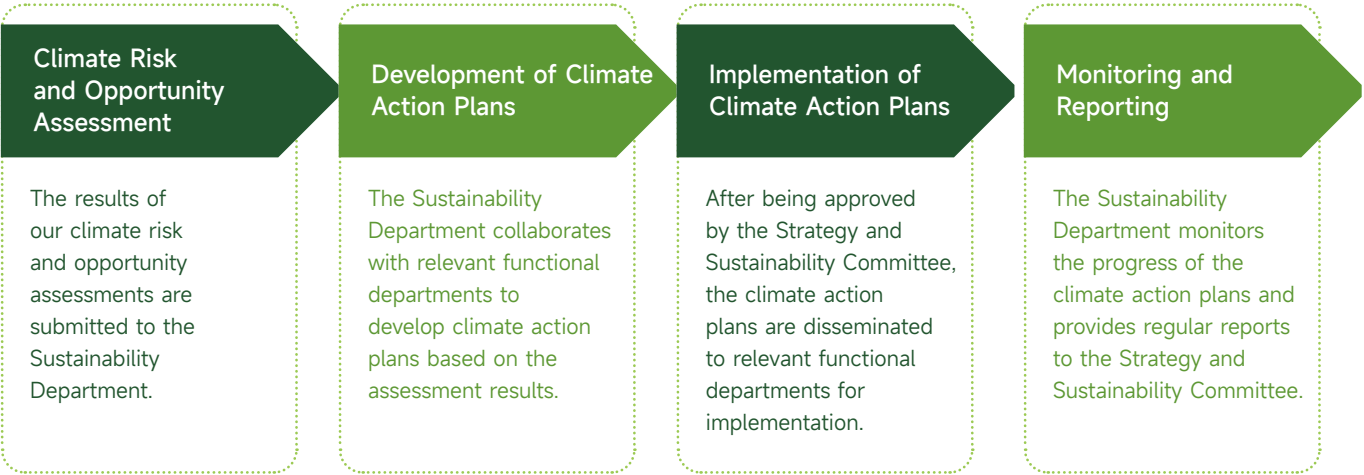 Climate Risk
and Opportunity
Assessment
The results of
our climate risk
and opportunity
assessments are
submitted to the
Sustainability
Department.
Development of Climate
Action Plans
The Sustainability
Department collaborates
with relevant functional
departments to
develop climate action
plans based on the
assessment results.
Implementation of
Climate Action Plans
After being approved
by the Strategy and
Sustainability Committee,
the climate action
plans are disseminated
to relevant functional
departments for
implementation.
Monitoring and
Reporting
The Sustainability
Department monitors
the progress of the
climate action plans and
provides regular reports
to the Strategy and
Sustainability Committee.